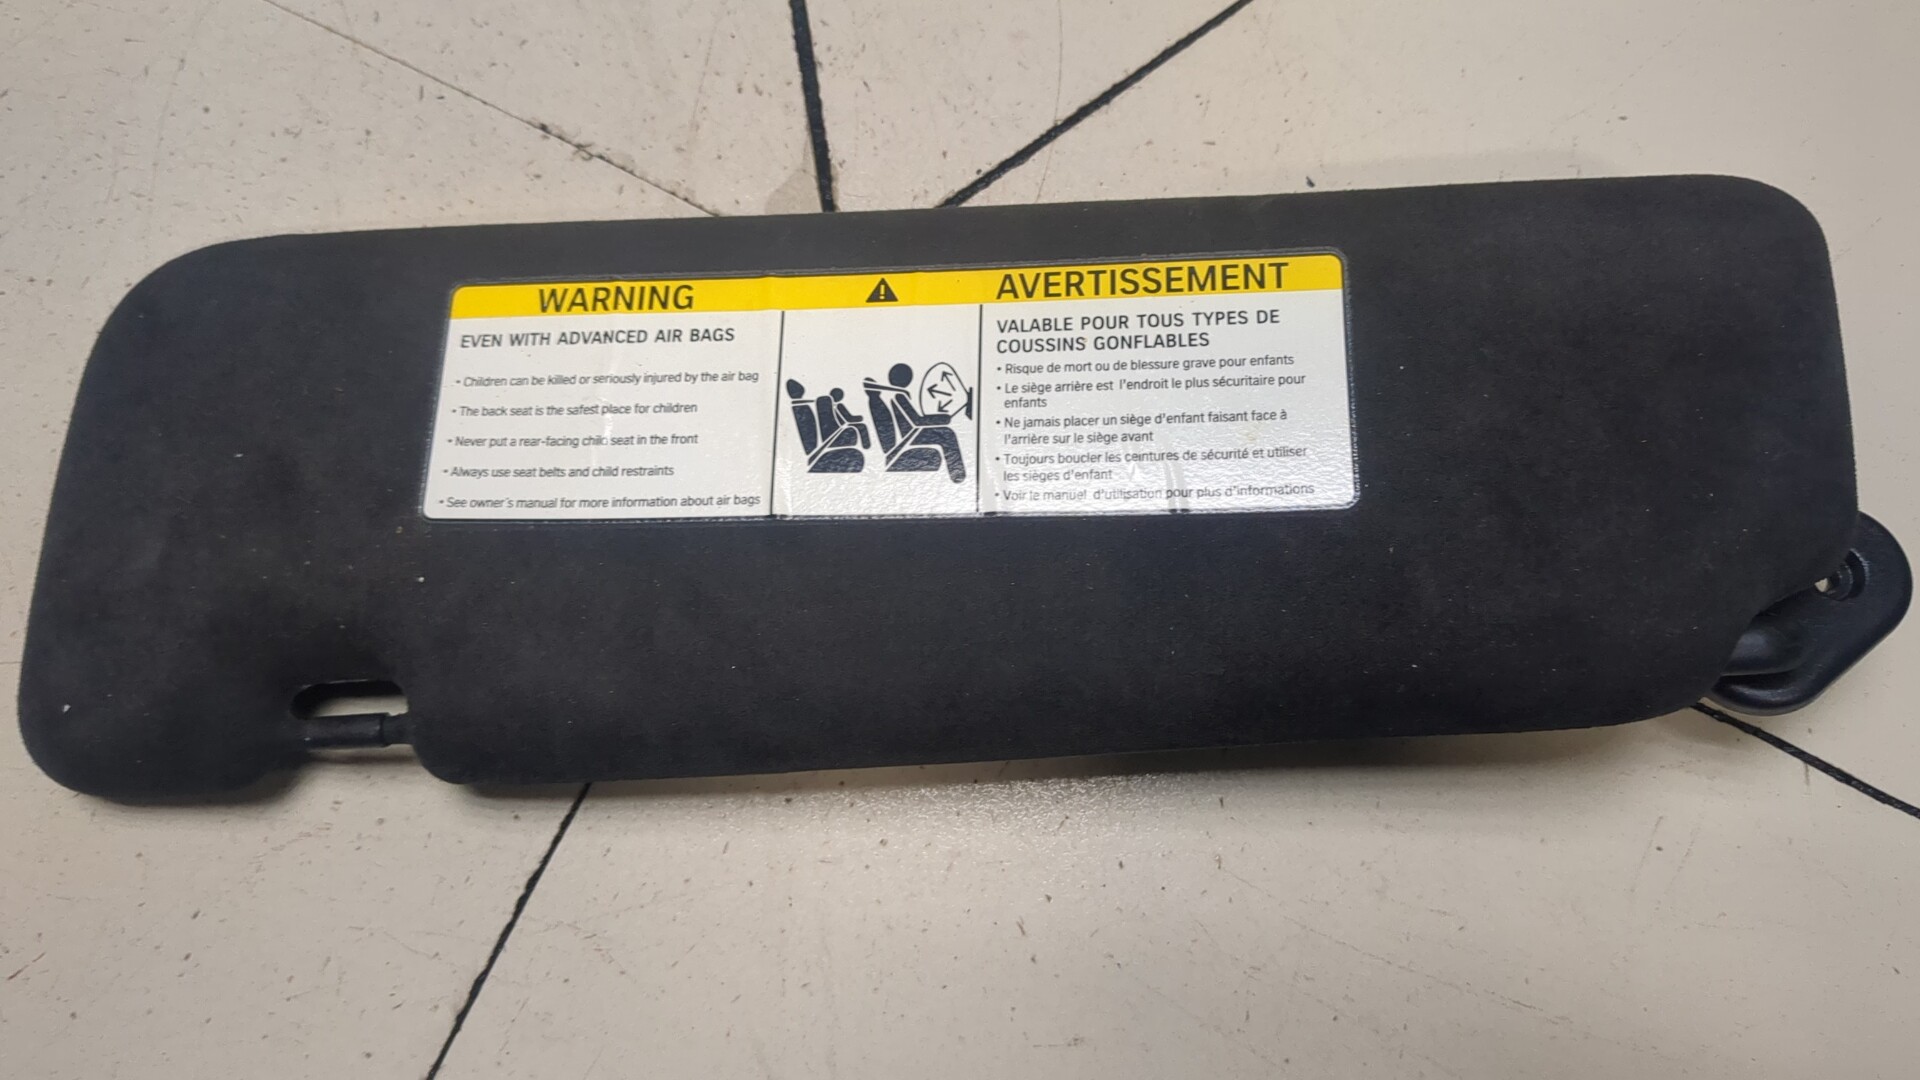 WARNING
EVEN WITH ADVANCED AIR BAGS
• Children can be killed or seriously injured by the air bag
• The back seat is the safest place for children
• Never put a rear-facing child seat in the front
• Always use seat belts and child restraints
• See owner's manual for more information about air bags
AVERTISSEMENT
VALABLE POUR TOUS TYPES DE
COUSSINS GONFLABLES
• Risque de mort ou de blessure grave pour enfants
• Le siège arrière est l'endroit le plus sécuritaire pour
enfants
• Ne jamais placer un siège d'enfant faisant face à
l'arrière sur le siège avant
• Toujours boucler les ceintures de sécurité et utiliser
les sièges d'enfant
• Voir le manuel d'utilisation pour plus d'informations